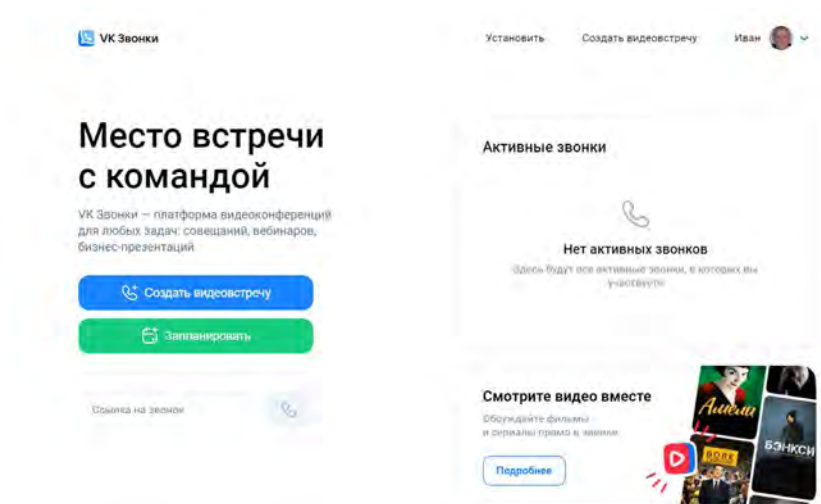 VK Звонки
Установить
Создать видеовстречу
Иван
Место встречи
с командой
VK Звонки — платформа видеоконференций
для любых задач: совещаний, вебинаров,
бизнес-презентаций
Создать видеовстречу
Запланировать
Ссылка на звонок
Активные звонки
Нет активных звонков
Здесь будут все активные звонки, в которых вы
участвуете
Смотрите видео вместе
Обсуждайте фильмы
и сериалы прямо в звонке
Подробнее
Амели
БЭНКСИ
ВОЛК